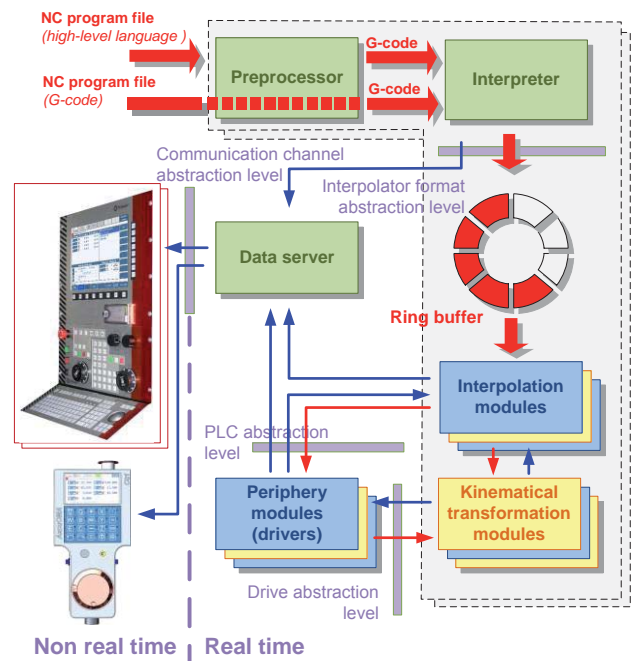 NC program file
(high-level language )
NC program file
(G-code)
Preprocessor
G-code
G-code
Interpreter
Communication channel
abstraction level
Interpolator format
abstraction level
Data server
Ring buffer
Interpolation
modules
PLC abstraction
level
Periphery modules
(drivers)
Kinematical
transformation
modules
Drive abstraction
level
Non real time
Real time